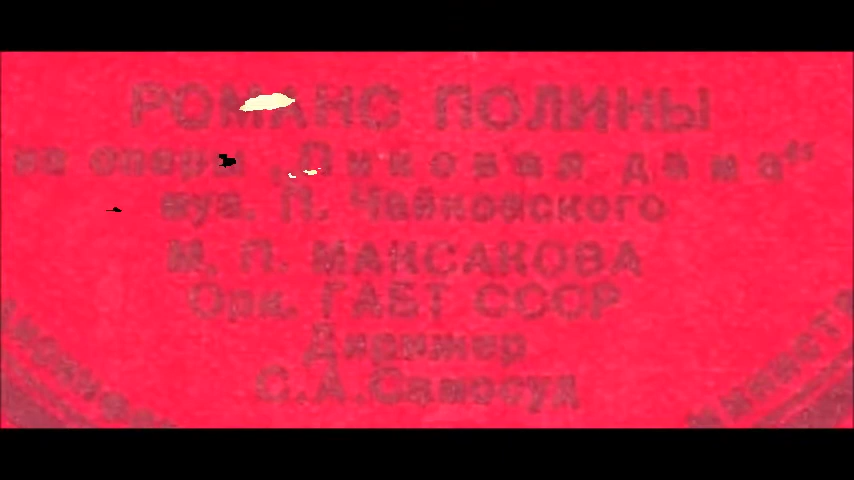 РОМАНС ПОЛИНЫ
из оперы „Пиковая дама“
муз. П. Чайковского
М. П. МАКСАКОВА
Орк. ГАБТ СССР
Дирижер
С.А.Самосуд